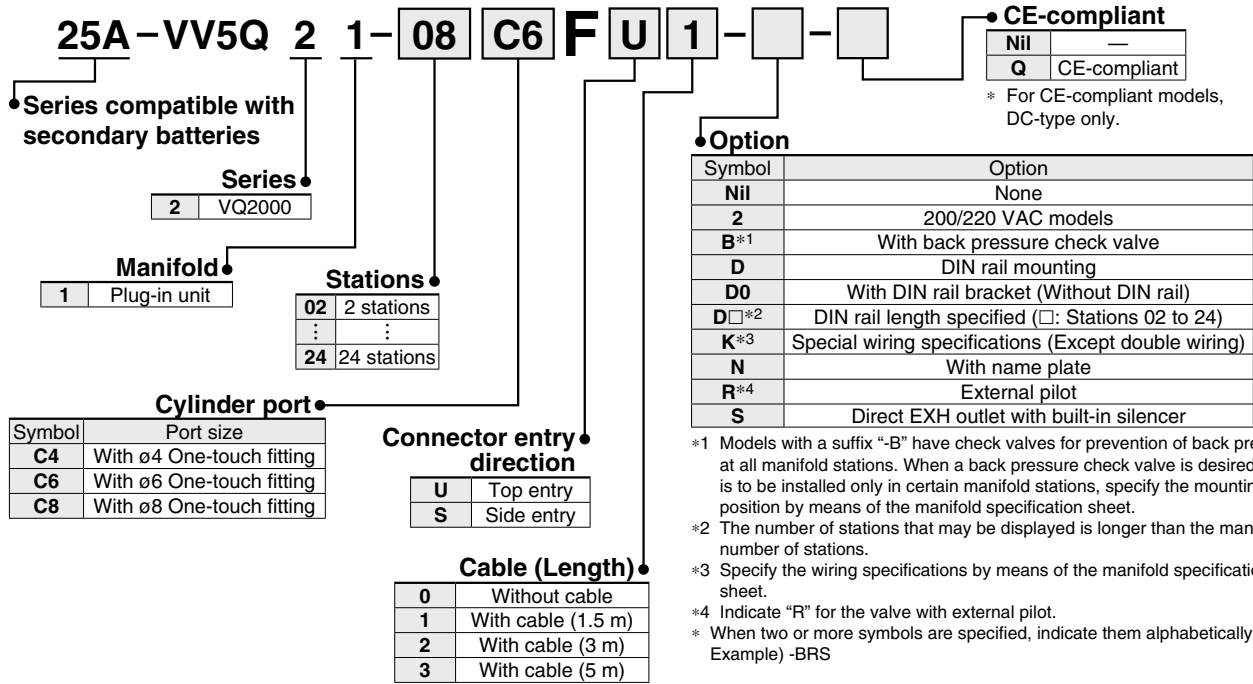 25A-VV5Q 2 1-08 C6 F U 1 - □ - □
Series compatible with
secondary batteries
Series
2 VQ2000
Manifold
1 Plug-in unit
Stations
02 2 stations
⋮ ⋮
24 24 stations
Cylinder port
Symbol Port size
C4 With ø4 One-touch fitting
C6 With ø6 One-touch fitting
C8 With ø8 One-touch fitting
Connector entry
direction
U Top entry
S Side entry
Cable (Length)
0 Without cable
1 With cable (1.5 m)
2 With cable (3 m)
3 With cable (5 m)
CE-compliant
Nil —
Q CE-compliant
* For CE-compliant models,
DC-type only.
Option
Symbol Option
Nil None
2 200/220 VAC models
B*1 With back pressure check valve
D DIN rail mounting
D0 With DIN rail bracket (Without DIN rail)
D□*2 DIN rail length specified (□: Stations 02 to 24)
K*3 Special wiring specifications (Except double wiring)
N With name plate
R*4 External pilot
S Direct EXH outlet with built-in silencer
*1 Models with a suffix “-B” have check valves for prevention of back
at all manifold stations. When a back pressure check valve is desired
is to be installed only in certain manifold stations, specify the
position by means of the manifold specification sheet.
*2 The number of stations that may be displayed is longer than the
number of stations.
*3 Specify the wiring specifications by means of the manifold
sheet.
*4 Indicate “R” for the valve with external pilot.
* When two or more symbols are specified, indicate them alphabetically
Example) -BRS